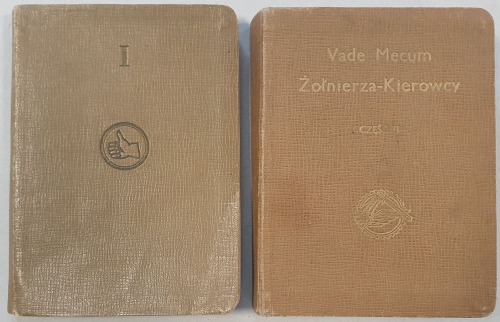 I
Vade Mecum
Żołnierza-Kierowcy